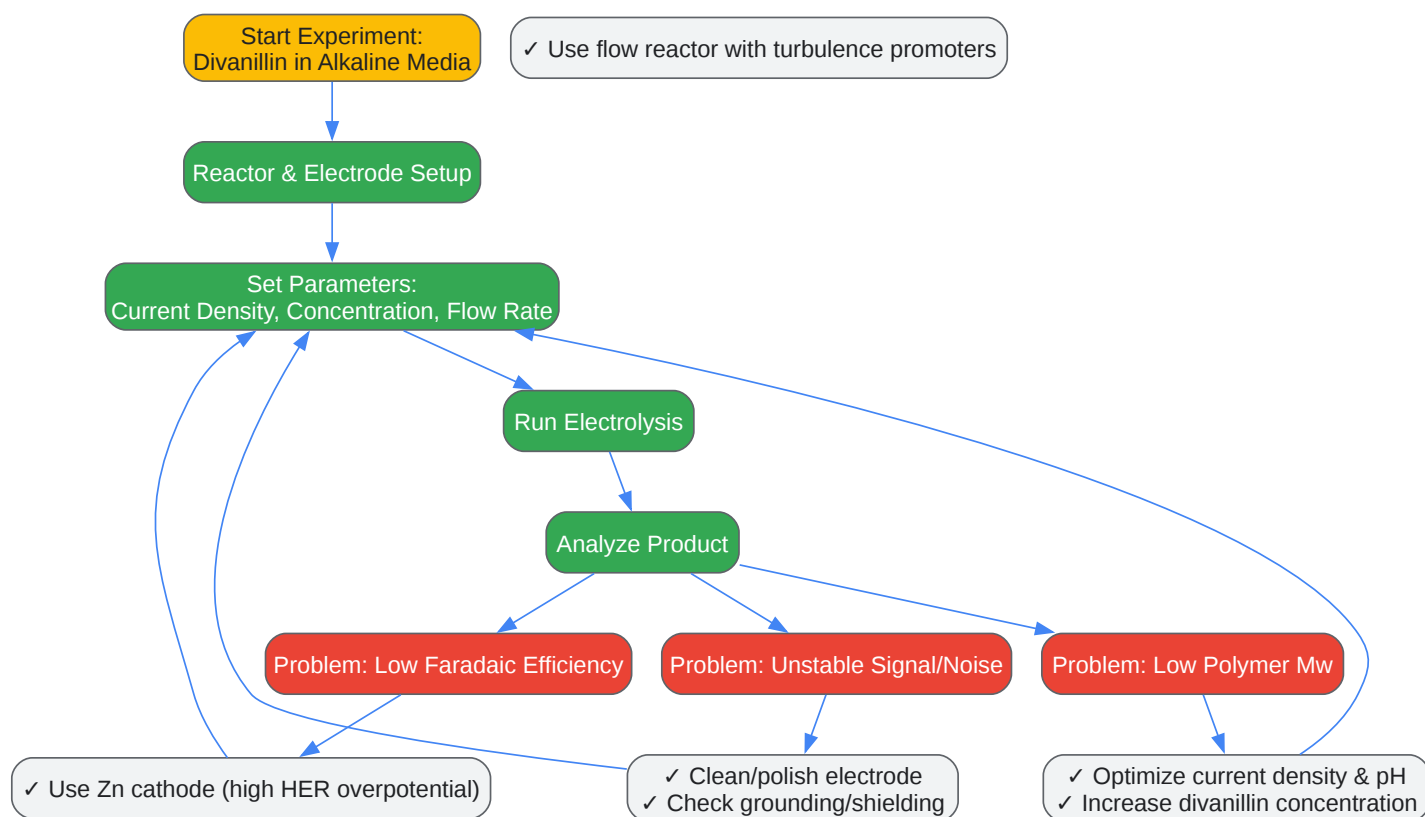 Start Experiment:
Divanillin in Alkaline Media
✓ Use flow reactor with turbulence promoters
Reactor & Electrode Setup
Set Parameters:
Current Density, Concentration, Flow Rate
Run Electrolysis
Analyze Product
Problem: Low Faradaic Efficiency
Problem: Unstable Signal/Noise
Problem: Low Polymer Mw
✓ Use Zn cathode (high HER overpotential)
✓ Clean/polish electrode
✓ Check grounding/shielding
✓ Optimize current density & pH
✓ Increase divanillin concentration